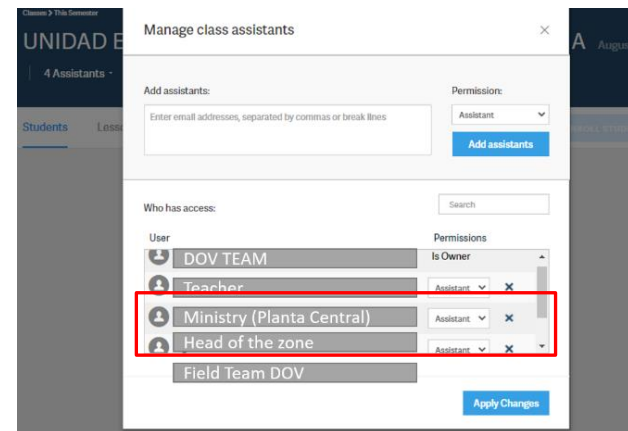 Classes > This Semester
Manage class assistants
UNIDAD E
A Augus
4 Assistants
Add assistants:
Permission:
Enter email addresses, separated by commas or break lines
Assistant
Students
Add assistants
Who has access:
Search
User
Permissions
DOV TEAM
Is Owner
Teacher
Assistant
Ministry (Planta Central)
Assistant
Head of the zone
Assistant
Field Team DOV
Apply Changes